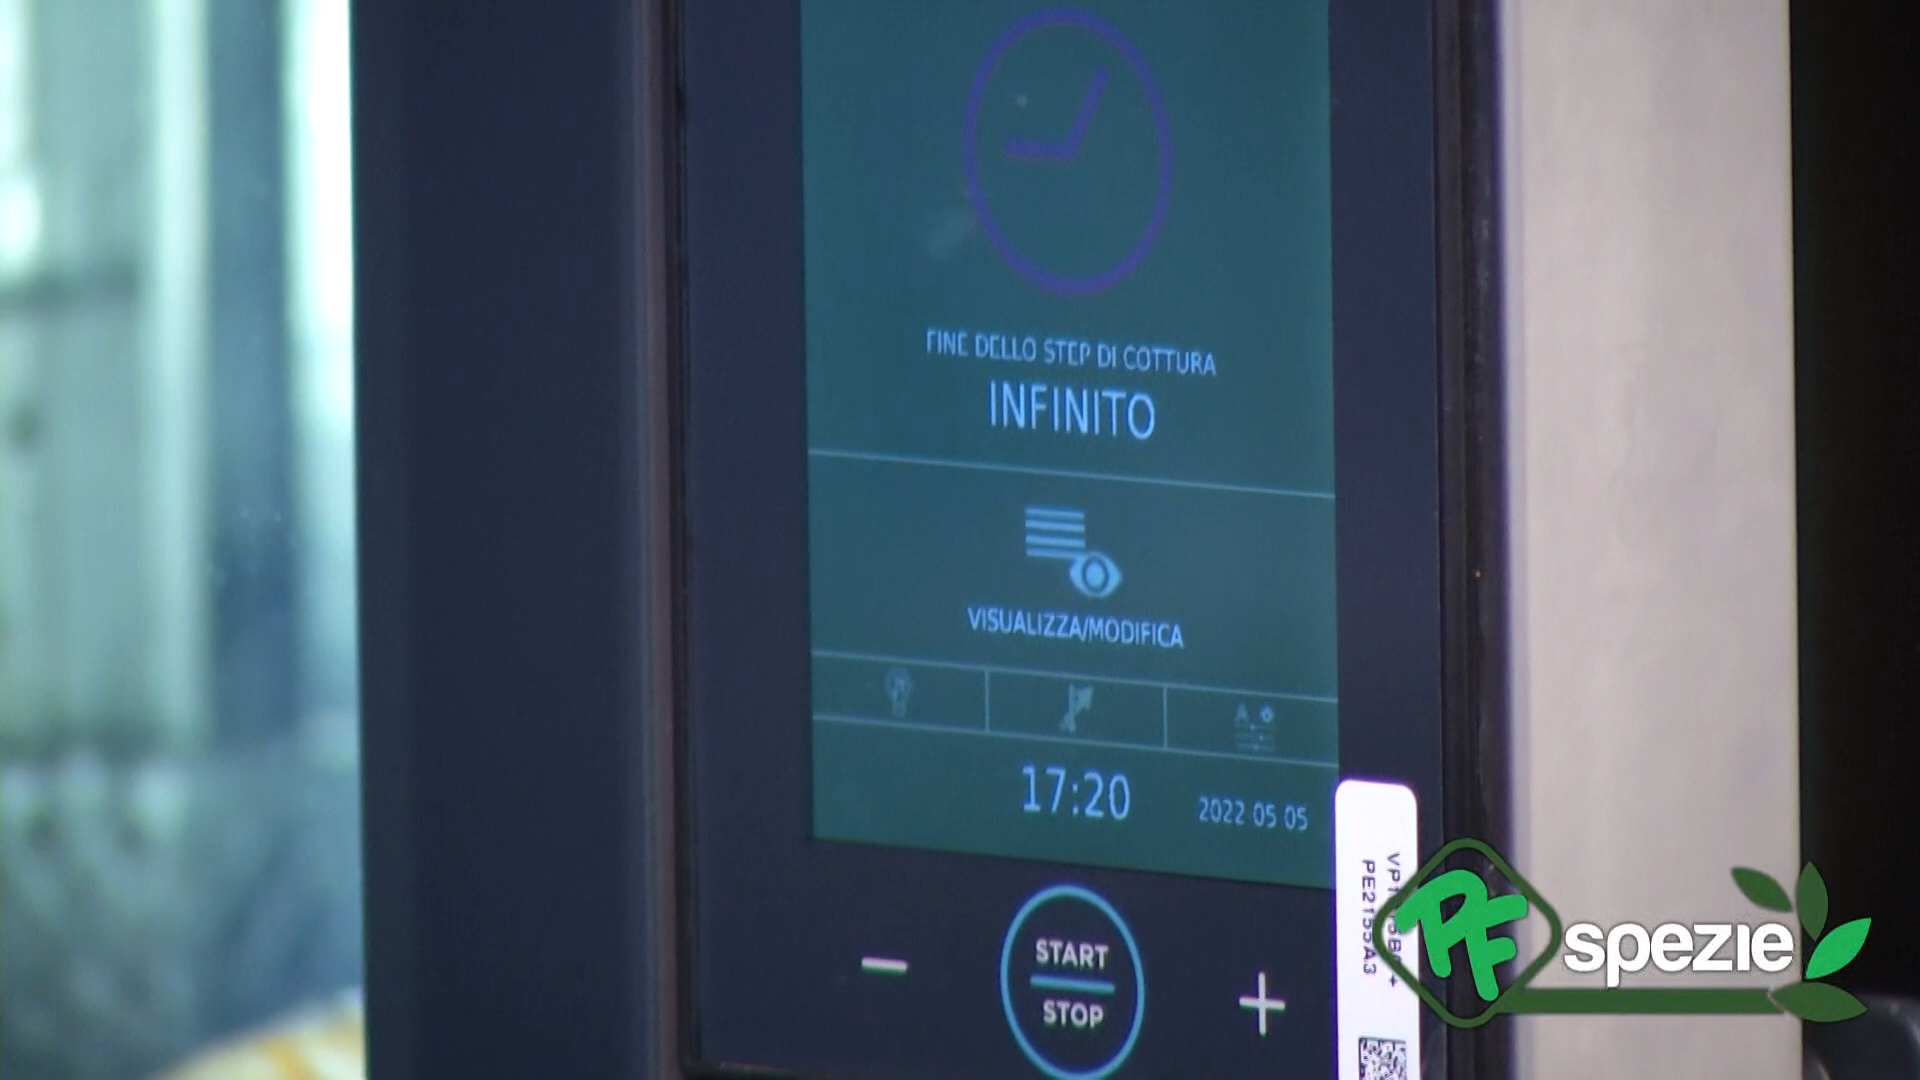 FINE DELLO STEP DI COTTURA
INFINITO
VISUALIZZA/MODIFICA
17:20
2022 05 05
START
STOP
PF spezie